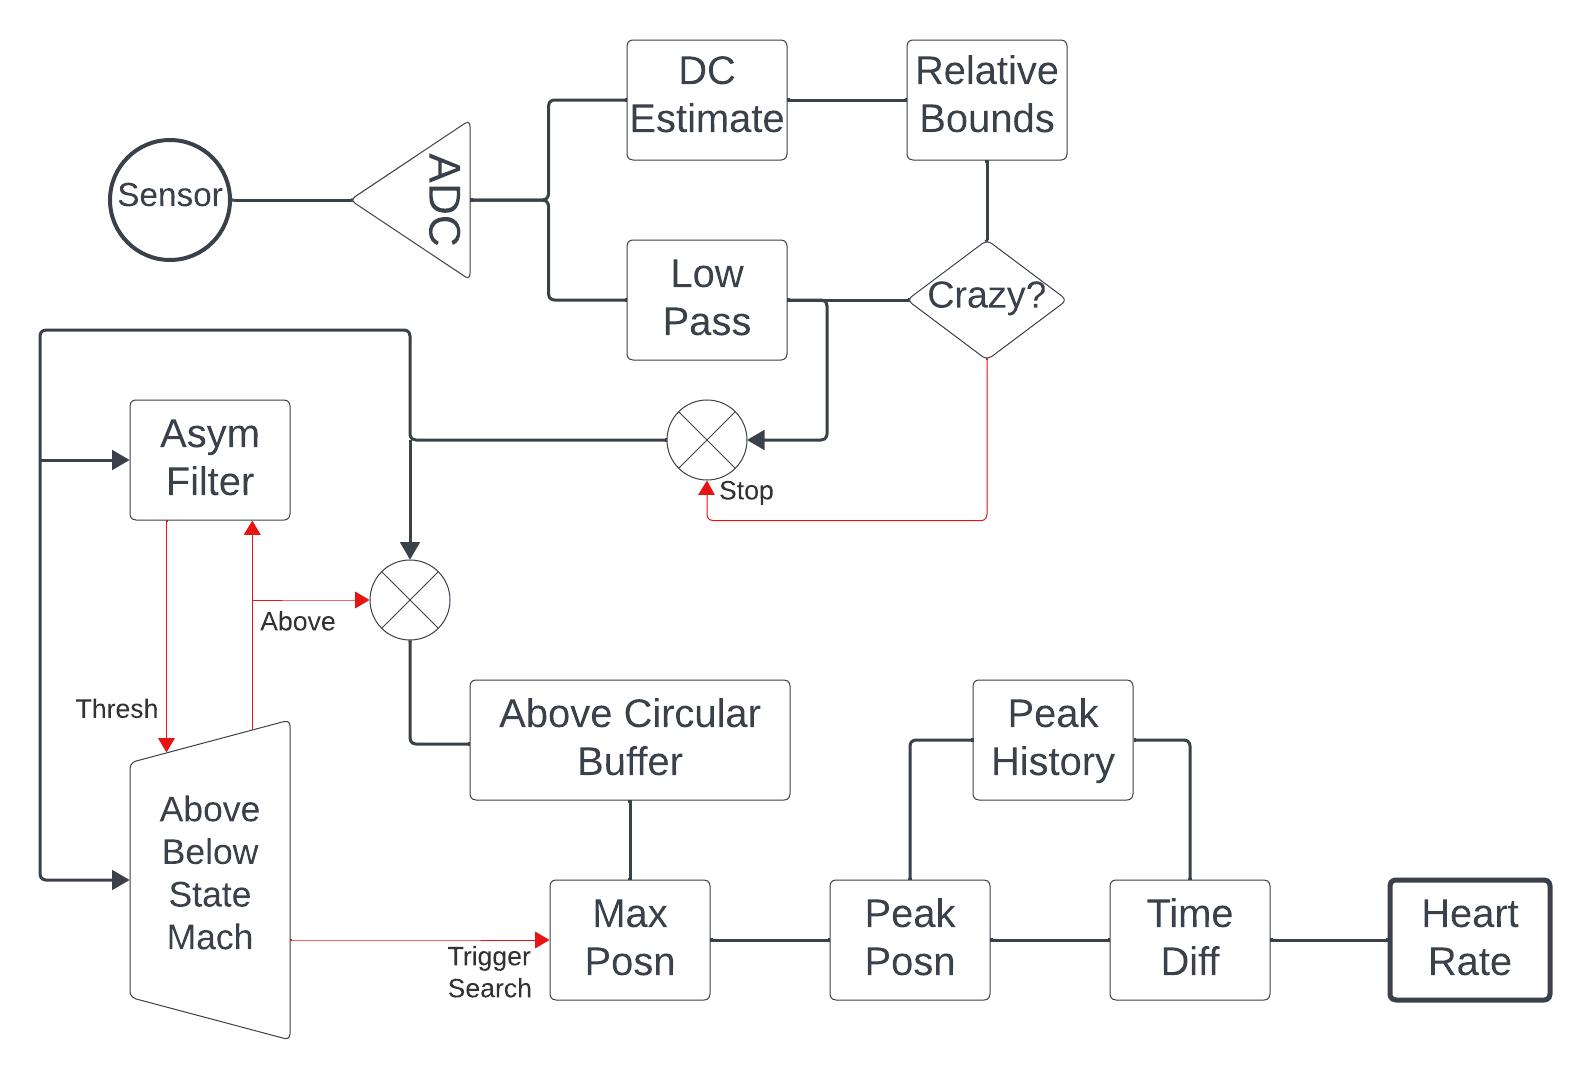 DC
Estimate
Relative
Bounds
Sensor
ADC
Low
Pass
Crazy?
Asym
Filter
Stop
Above
Thresh
Above Circular
Buffer
Peak
History
Above
Below
State
Mach
Trigger
Search
Max
Posn
Peak
Posn
Time
Diff
Heart
Rate